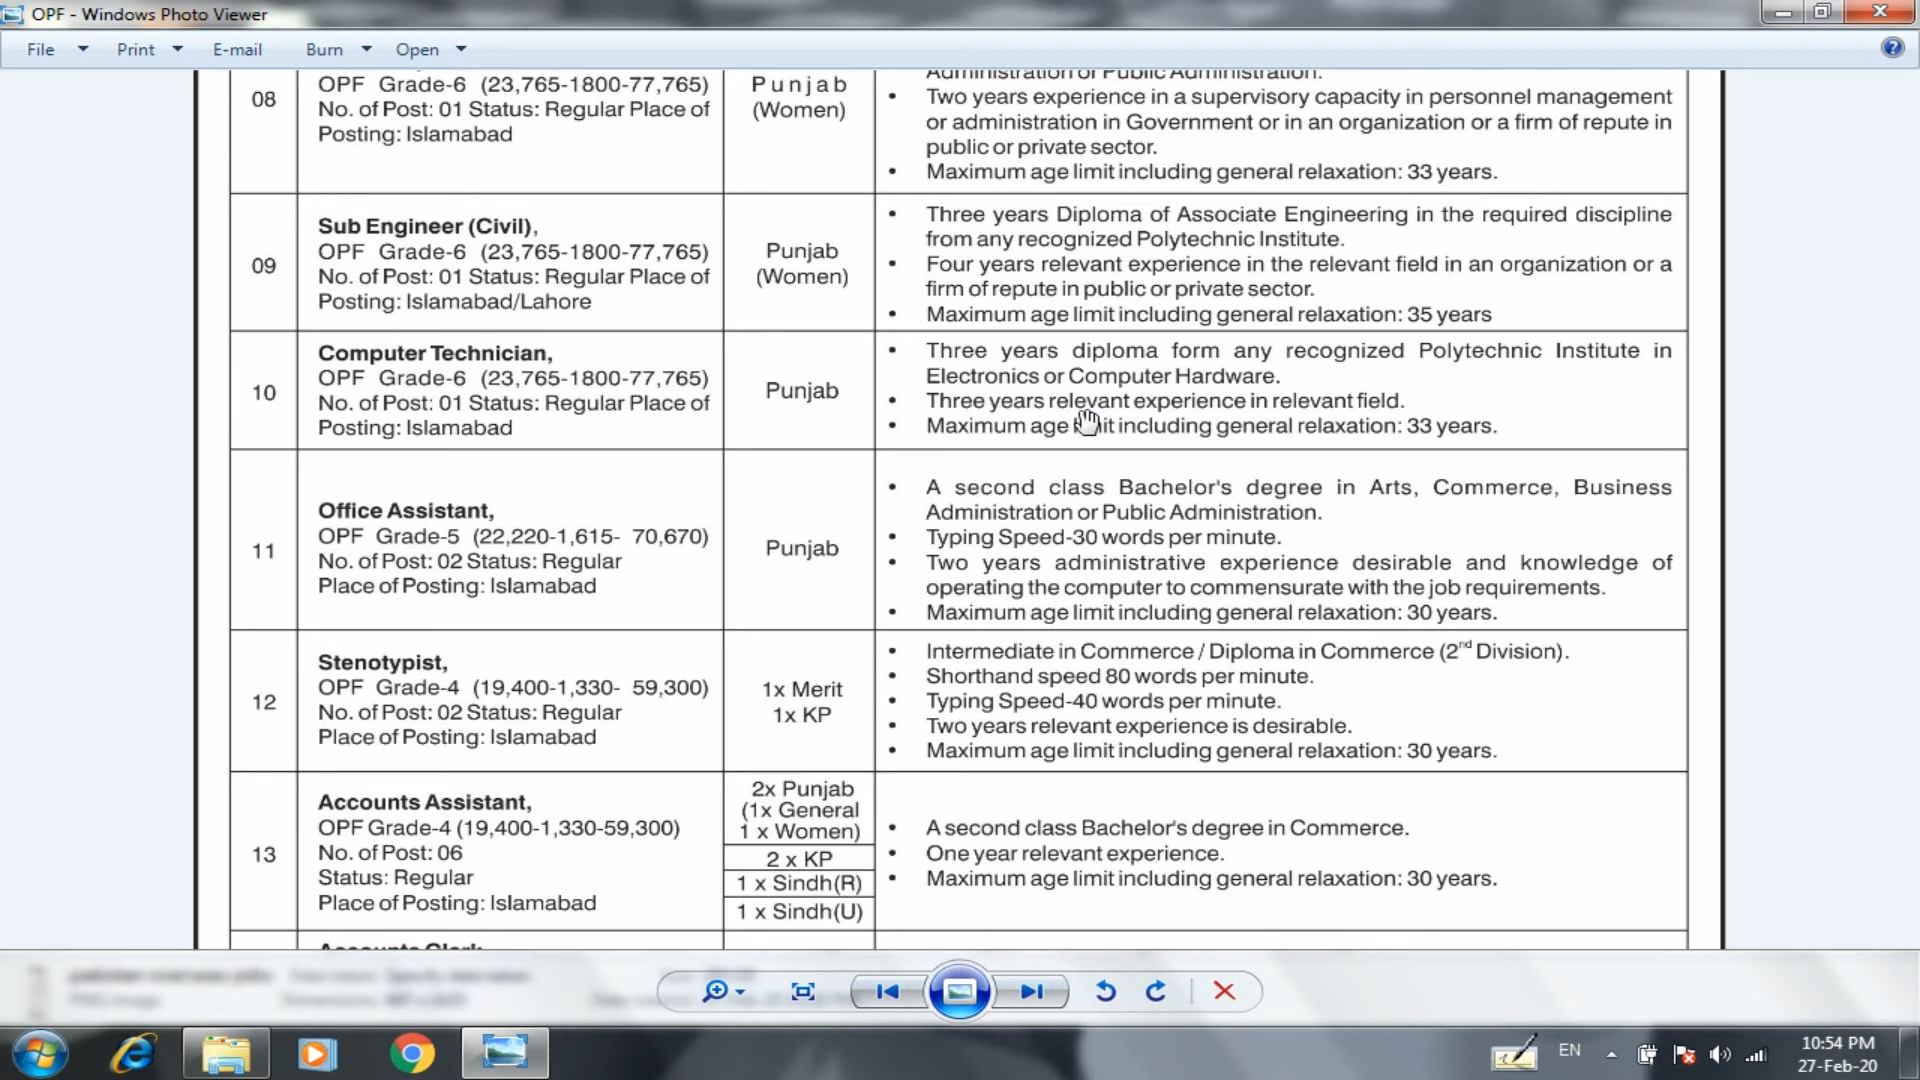 OPF - Windows Photo Viewer
File Print E-mail Burn Open
08
OPF Grade-6 (23,765-1800-77,765)
No. of Post: 01 Status: Regular Place of
Posting: Islamabad
Punjab
(Women)
Administration or Public Administration.
• Two years experience in a supervisory capacity in personnel management
or administration in Government or in an organization or a firm of repute in
public or private sector.
• Maximum age limit including general relaxation: 33 years.
09
Sub Engineer (Civil),
OPF Grade-6 (23,765-1800-77,765)
No. of Post: 01 Status: Regular Place of
Posting: Islamabad/Lahore
Punjab
(Women)
• Three years Diploma of Associate Engineering in the required discipline
from any recognized Polytechnic Institute.
• Four years relevant experience in the relevant field in an organization or a
firm of repute in public or private sector.
• Maximum age limit including general relaxation: 35 years
10
Computer Technician,
OPF Grade-6 (23,765-1800-77,765)
No. of Post: 01 Status: Regular Place of
Posting: Islamabad
Punjab
• Three years diploma form any recognized Polytechnic Institute in
Electronics or Computer Hardware.
• Three years relevant experience in relevant field.
• Maximum age limit including general relaxation: 33 years.
11
Office Assistant,
OPF Grade-5 (22,220-1,615- 70,670)
No. of Post: 02 Status: Regular
Place of Posting: Islamabad
Punjab
• A second class Bachelor's degree in Arts, Commerce, Business
Administration or Public Administration.
• Typing Speed-30 words per minute.
• Two years administrative experience desirable and knowledge of
operating the computer to commensurate with the job requirements.
• Maximum age limit including general relaxation: 30 years.
12
Stenotypist,
OPF Grade-4 (19,400-1,330- 59,300)
No. of Post: 02 Status: Regular
Place of Posting: Islamabad
1x Merit
1x KP
• Intermediate in Commerce / Diploma in Commerce (2nd Division).
• Shorthand speed 80 words per minute.
• Typing Speed-40 words per minute.
• Two years relevant experience is desirable.
• Maximum age limit including general relaxation: 30 years.
13
Accounts Assistant,
OPF Grade-4 (19,400-1,330-59,300)
No. of Post: 06
Status: Regular
Place of Posting: Islamabad
2x Punjab
(1x General
1 x Women)
2 x KP
1 x Sindh(R)
1 x Sindh(U)
• A second class Bachelor's degree in Commerce.
• One year relevant experience.
• Maximum age limit including general relaxation: 30 years.
Accounts Clerk
EN
10:54 PM
27-Feb-20